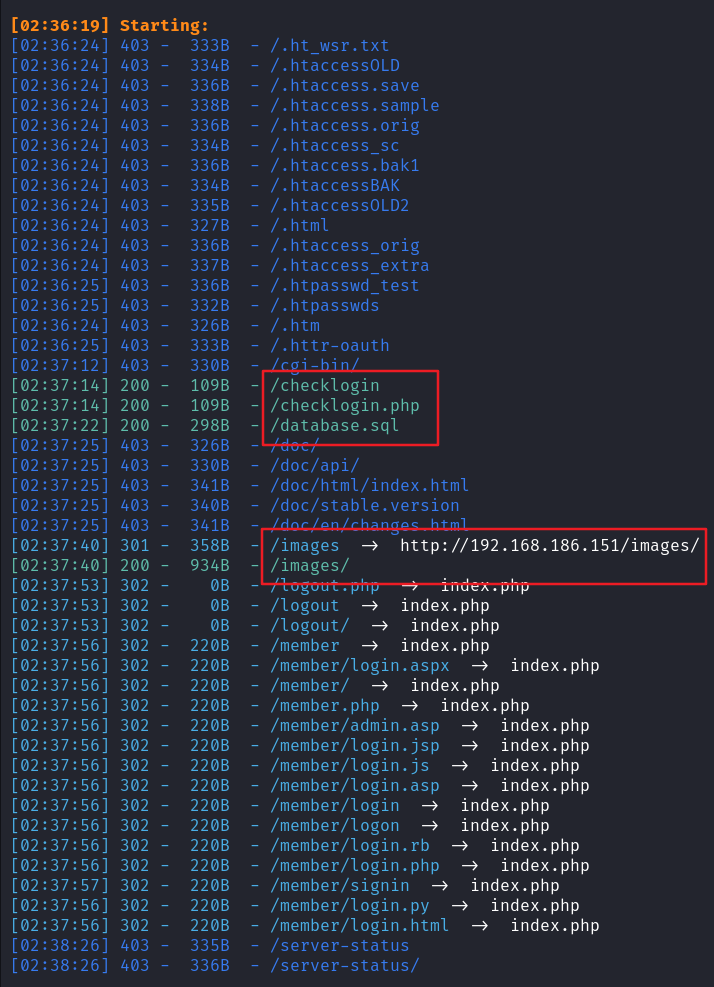 [02:36:19] Starting:
[02:36:24] 403 -  333B  - /.ht_wsr.txt
[02:36:24] 403 -  334B  - /.htaccessOLD
[02:36:24] 403 -  336B  - /.htaccess.save
[02:36:24] 403 -  338B  - /.htaccess.sample
[02:36:24] 403 -  336B  - /.htaccess.orig
[02:36:24] 403 -  334B  - /.htaccess_sc
[02:36:24] 403 -  336B  - /.htaccess.bak1
[02:36:24] 403 -  334B  - /.htaccessBAK
[02:36:24] 403 -  335B  - /.htaccessOLD2
[02:36:24] 403 -  327B  - /.html
[02:36:24] 403 -  336B  - /.htaccess_orig
[02:36:24] 403 -  337B  - /.htaccess_extra
[02:36:25] 403 -  336B  - /.htpasswd_test
[02:36:25] 403 -  332B  - /.htpasswds
[02:36:24] 403 -  326B  - /.htm
[02:36:25] 403 -  333B  - /.httr-oauth
[02:37:12] 403 -  330B  - /cgi-bin/
[02:37:14] 200 -  109B  - /checklogin
[02:37:14] 200 -  109B  - /checklogin.php
[02:37:22] 200 -  298B  - /database.sql
[02:37:25] 403 -  326B  - /doc/
[02:37:25] 403 -  330B  - /doc/api/
[02:37:25] 403 -  341B  - /doc/html/index.html
[02:37:25] 403 -  340B  - /doc/stable.version
[02:37:25] 403 -  341B  - /doc/en/changes.html
[02:37:40] 301 -  358B  - /images  →  http://192.168.186.151/images/
[02:37:40] 200 -  934B  - /images/
[02:37:53] 302 -    0B  - /logout.php  →  index.php
[02:37:53] 302 -    0B  - /logout  →  index.php
[02:37:53] 302 -    0B  - /logout/  →  index.php
[02:37:56] 302 -  220B  - /member  →  index.php
[02:37:56] 302 -  220B  - /member/login.aspx  →  index.php
[02:37:56] 302 -  220B  - /member/  →  index.php
[02:37:56] 302 -  220B  - /member.php  →  index.php
[02:37:56] 302 -  220B  - /member/admin.asp  →  index.php
[02:37:56] 302 -  220B  - /member/login.jsp  →  index.php
[02:37:56] 302 -  220B  - /member/login.js  →  index.php
[02:37:56] 302 -  220B  - /member/login.asp  →  index.php
[02:37:56] 302 -  220B  - /member/login  →  index.php
[02:37:56] 302 -  220B  - /member/logon  →  index.php
[02:37:56] 302 -  220B  - /member/login.rb  →  index.php
[02:37:56] 302 -  220B  - /member/login.php  →  index.php
[02:37:57] 302 -  220B  - /member/signin  →  index.php
[02:37:56] 302 -  220B  - /member/login.py  →  index.php
[02:37:56] 302 -  220B  - /member/login.html  →  index.php
[02:38:26] 403 -  335B  - /server-status
[02:38:26] 403 -  336B  - /server-status/